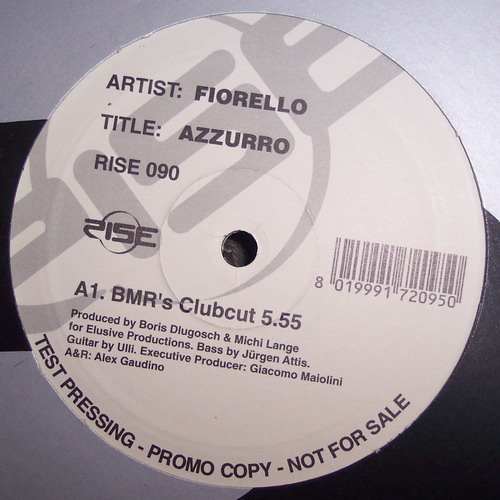 ARTIST: FIORELLO
TITLE: AZZURRO
RISE 090
RISE
8 019991 720950
A1. BMR's Clubcut 5.55
Produced by Boris Dlugosch & Michi Lange
for Elusive Productions. Bass by Jürgen Attis.
Guitar by Ulli. Executive Producer: Giacomo Maiolini
A&R: Alex Gaudino
TEST PRESSING - PROMO COPY - NOT FOR SALE